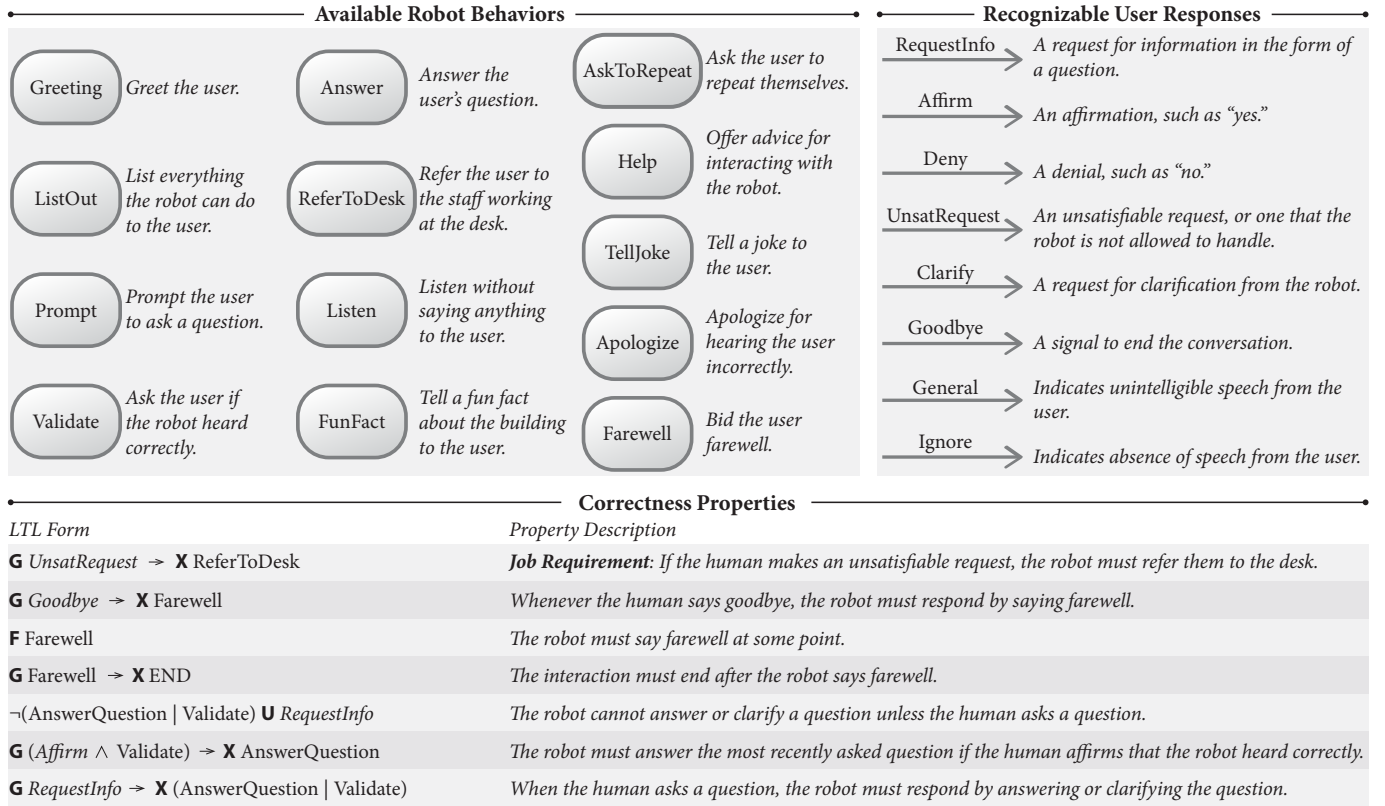 Available Robot Behaviors
Greeting
Greet the user.
ListOut
List everything
the robot can do
to the user.
Prompt
Prompt the user
to ask a question.
Validate
Ask the user if
the robot heard
correctly.
Answer
Answer the
user's question.
ReferToDesk
Refer the user to
the staff working
at the desk.
Listen
Listen without
saying anything
to the user.
FunFact
Tell a fun fact
about the building
to the user.
AskToRepeat
Ask the user to
repeat themselves.
Help
Offer advice for
interacting with
the robot.
TellJoke
Tell a joke to
the user.
Apologize
Apologize for
hearing the user
incorrectly.
Farewell
Bid the user
farewell.
Recognizable User Responses
RequestInfo
A request for information in the form of
a question.
Affirm
An affirmation, such as “yes.”
Deny
A denial, such as “no.”
UnsatRequest
An unsatisfiable request, or one that the
robot is not allowed to handle.
Clarify
A request for clarification from the robot.
Goodbye
A signal to end the conversation.
General
Indicates unintelligible speech from the
user.
Ignore
Indicates absence of speech from the user.
Correctness Properties
LTL Form Property Description
G UnsatRequest → X ReferToDesk Job Requirement: If the human makes an unsatisfiable request, the robot must refer them to the desk.
G Goodbye → X Farewell Whenever the human says goodbye, the robot must respond by saying farewell.
F Farewell The robot must say farewell at some point.
G Farewell → X END The interaction must end after the robot says farewell.
¬(AnswerQuestion | Validate) U RequestInfo The robot cannot answer or clarify a question unless the human asks a question.
G (Affirm ∧ Validate) → X AnswerQuestion The robot must answer the most recently asked question if the human affirms that the robot heard correctly.
G RequestInfo → X (AnswerQuestion | Validate) When the human asks a question, the robot must respond by answering or clarifying the question.